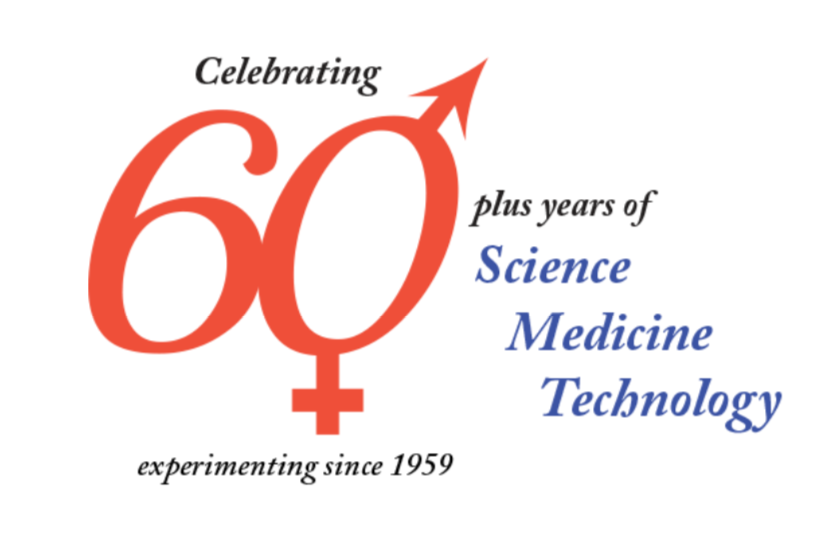 Celebrating
60
plus years of
Science
Medicine
Technology
experimenting since 1959